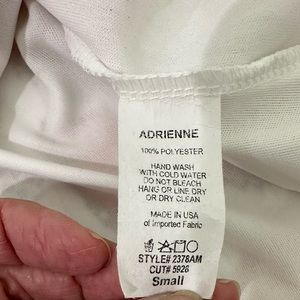 ADRIENNE
100% POLYESTER
HAND WASH
WITH COLD WATER
DO NOT BLEACH
HANG OR LINE DRY
OR DRY CLEAN
MADE IN USA
of Imported Fabric
STYLE# 2378AM
CUT# 5926
Small